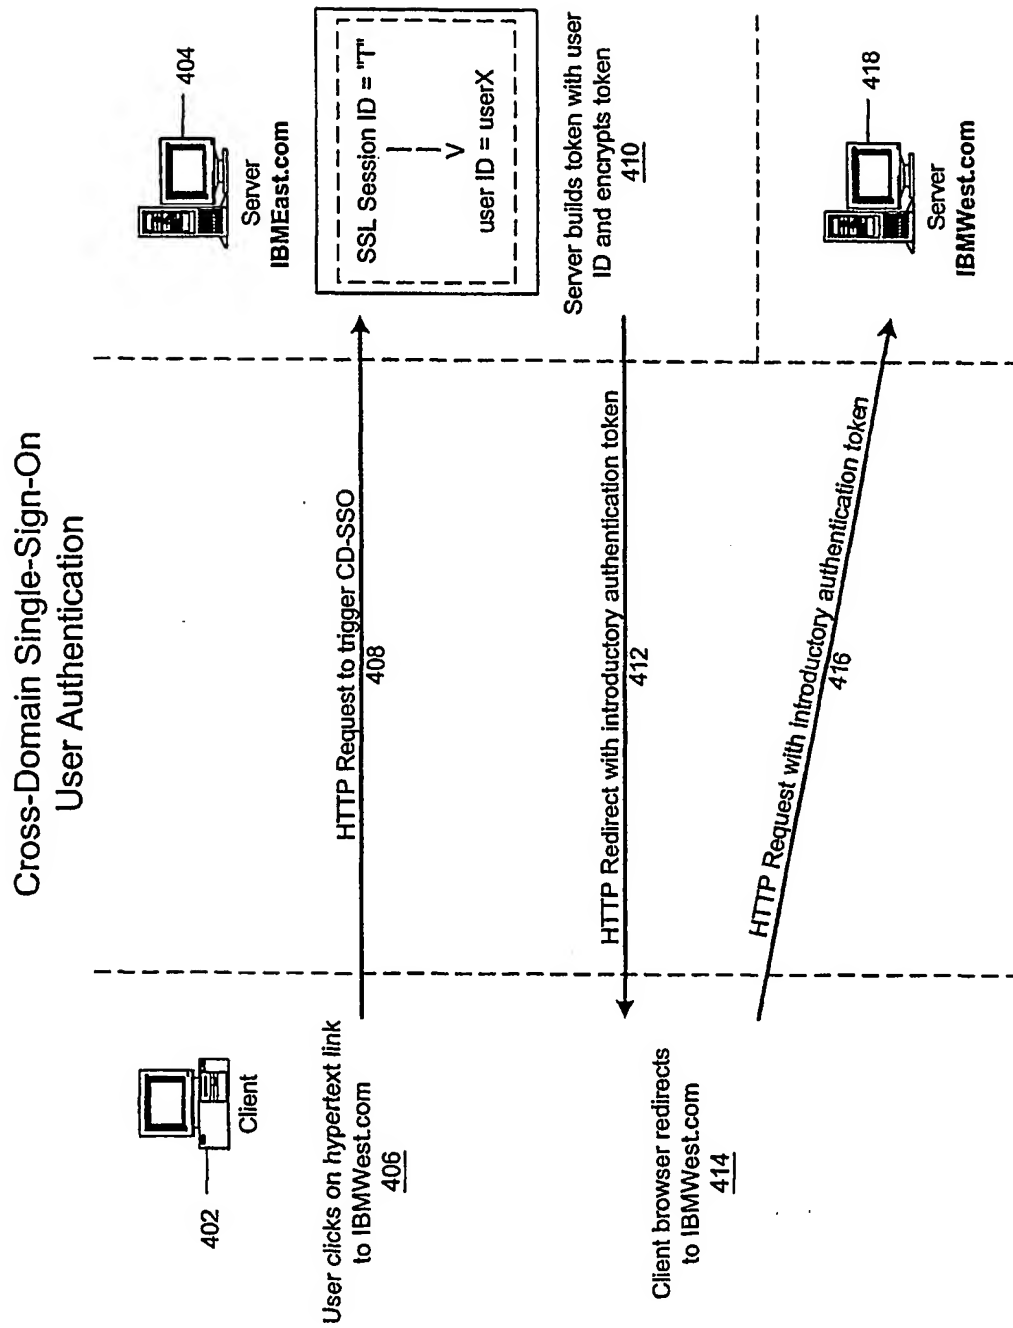 Cross-Domain Single-Sign-On
User Authentication
402
Client
404
Server
IBMEast.com
User clicks on hypertext link
to IBMWest.com
406
HTTP Request to trigger CD-SSO
408
SSL Session ID = "T"
user ID = userX
Server builds token with user
ID and encrypts token
410
HTTP Redirect with introductory authentication token
412
Client browser redirects
to IBMWest.com
414
HTTP Request with introductory authentication token
416
418
Server
IBMWest.com